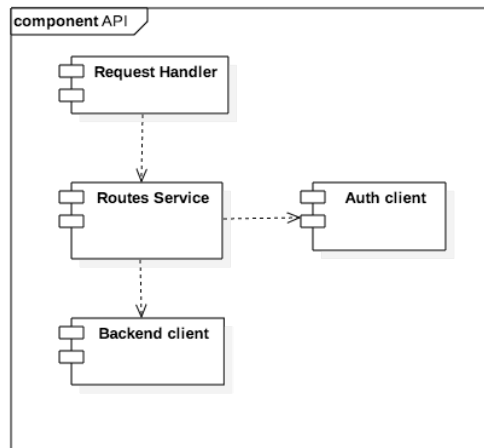 component API
Request Handler
Routes Service
Auth client
Backend client